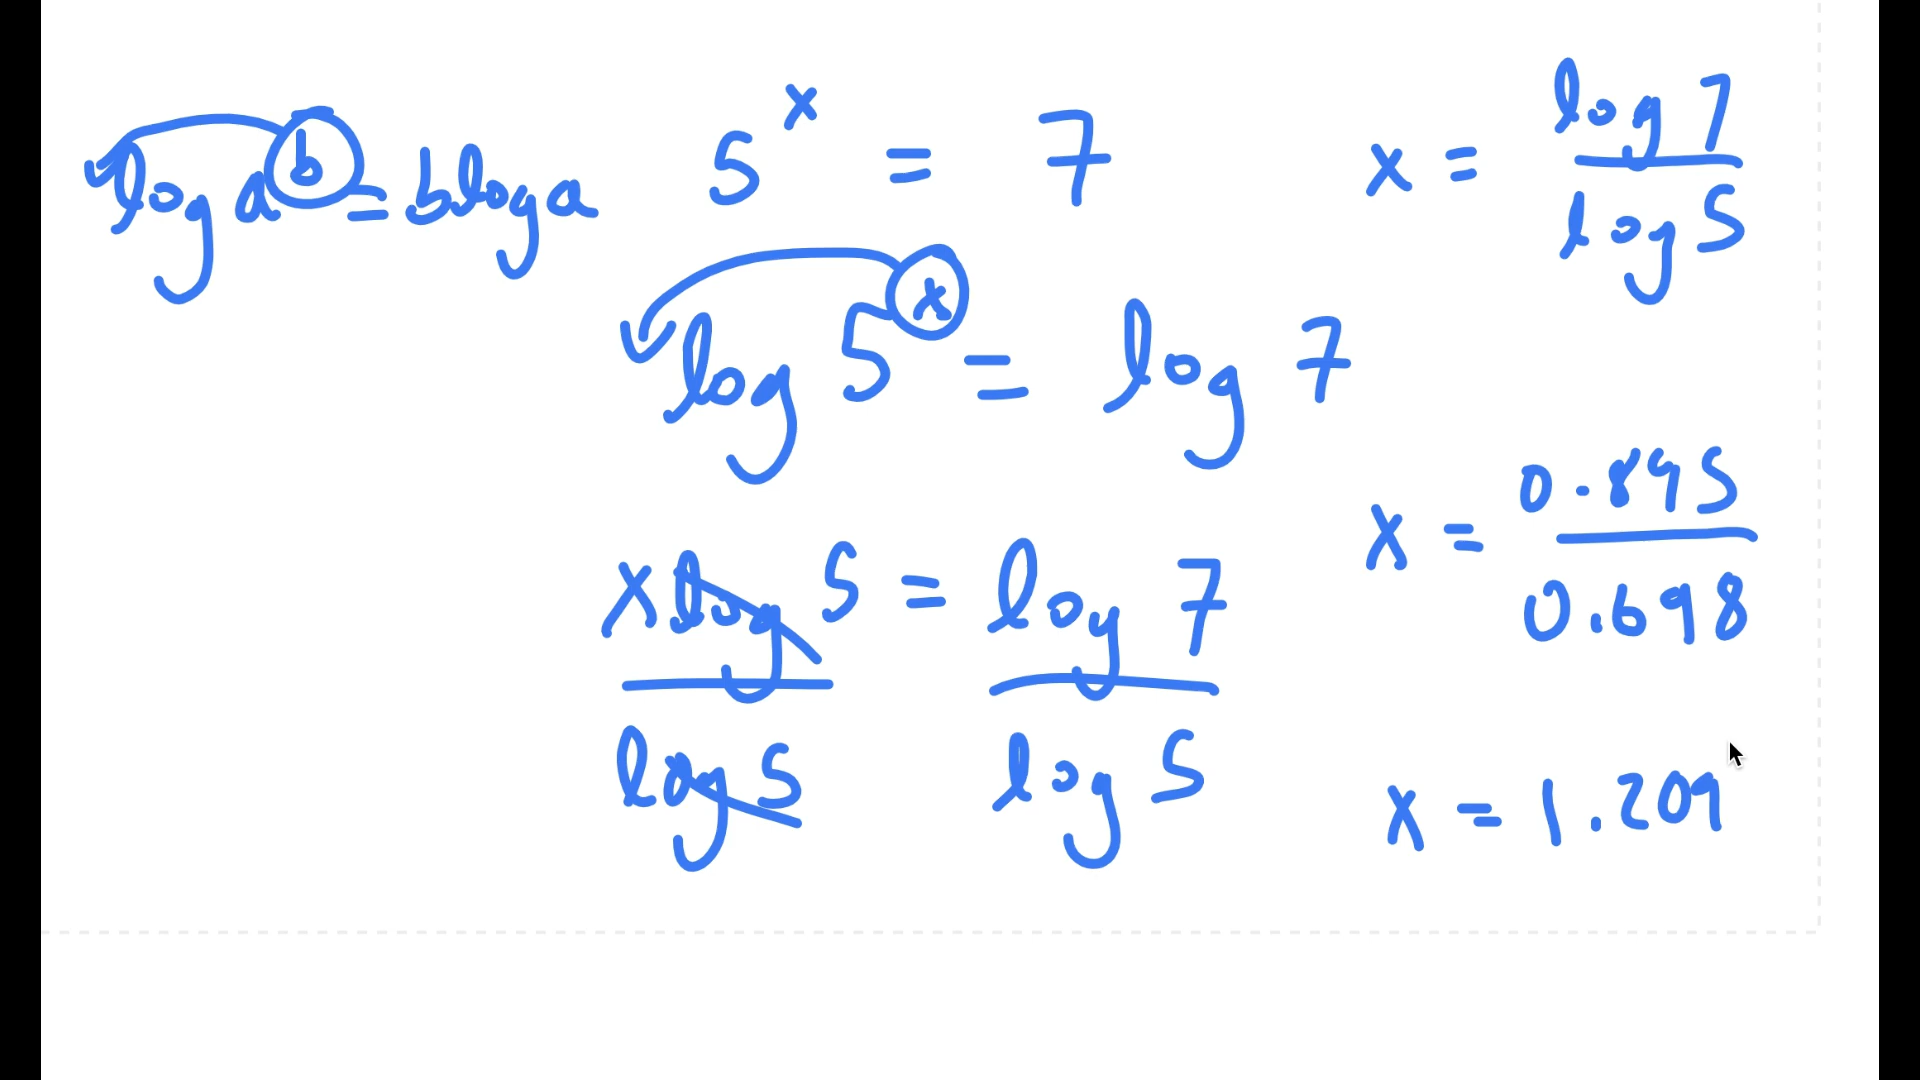 log a^b = b log a
5^x = 7
log 5^x = log 7
x log 5 = log 7
log 5 log 5
x = log 7
log 5
x = 0.845
0.698
x = 1.209